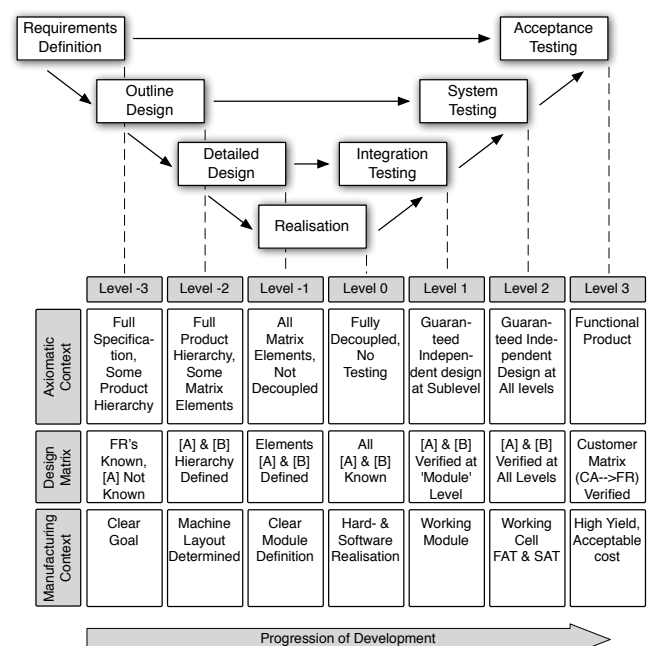 Requirements
Definition
Acceptance
Testing
Outline
Design
System
Testing
Detailed
Design
Integration
Testing
Realisation
Level -3
Level -2
Level -1
Level 0
Level 1
Level 2
Level 3
Axiomatic
Context
Full
Specifica-
tion,
Some
Product
Hierarchy
Full
Product
Hierarchy,
Some
Matrix
Elements
All
Matrix
Elements,
Not
Decoupled
Fully
Decoupled,
No
Testing
Guaran-
teed
Indepen-
dent design
at Sublevel
Guaran-
teed Inde-
pendent
Design at
All levels
Functional
Product
Design
Matrix
FR's
Known,
[A] Not
Known
[A] & [B]
Hierarchy
Defined
Elements
[A] & [B]
Defined
All
[A] & [B]
Known
[A] & [B]
Verified at
'Module'
Level
[A] & [B]
Verified at
All Levels
Customer
Matrix
(CA-->FR)
Verified
Manufacturing
Context
Clear
Goal
Machine
Layout
Determined
Clear
Module
Definition
Hard- &
Software
Realisation
Working
Module
Working
Cell
FAT & SAT
High Yield,
Acceptable
cost
Progression of Development